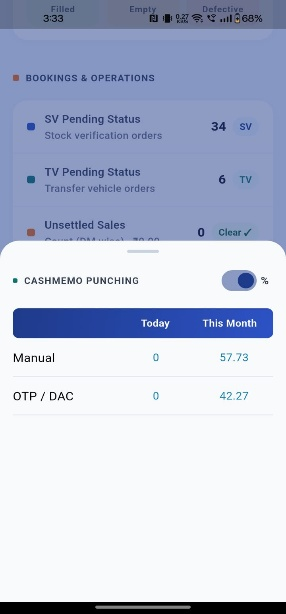 Filled Empty Defective
3:33 0.27 68%
BOOKINGS & OPERATIONS
SV Pending Status
34 SV
Stock verification orders
TV Pending Status
6 TV
Transfer vehicle orders
Unsettled Sales
0 Clear ✓
CASHMEMO PUNCHING %
Today This Month
Manual 0 57.73
OTP / DAC 0 42.27